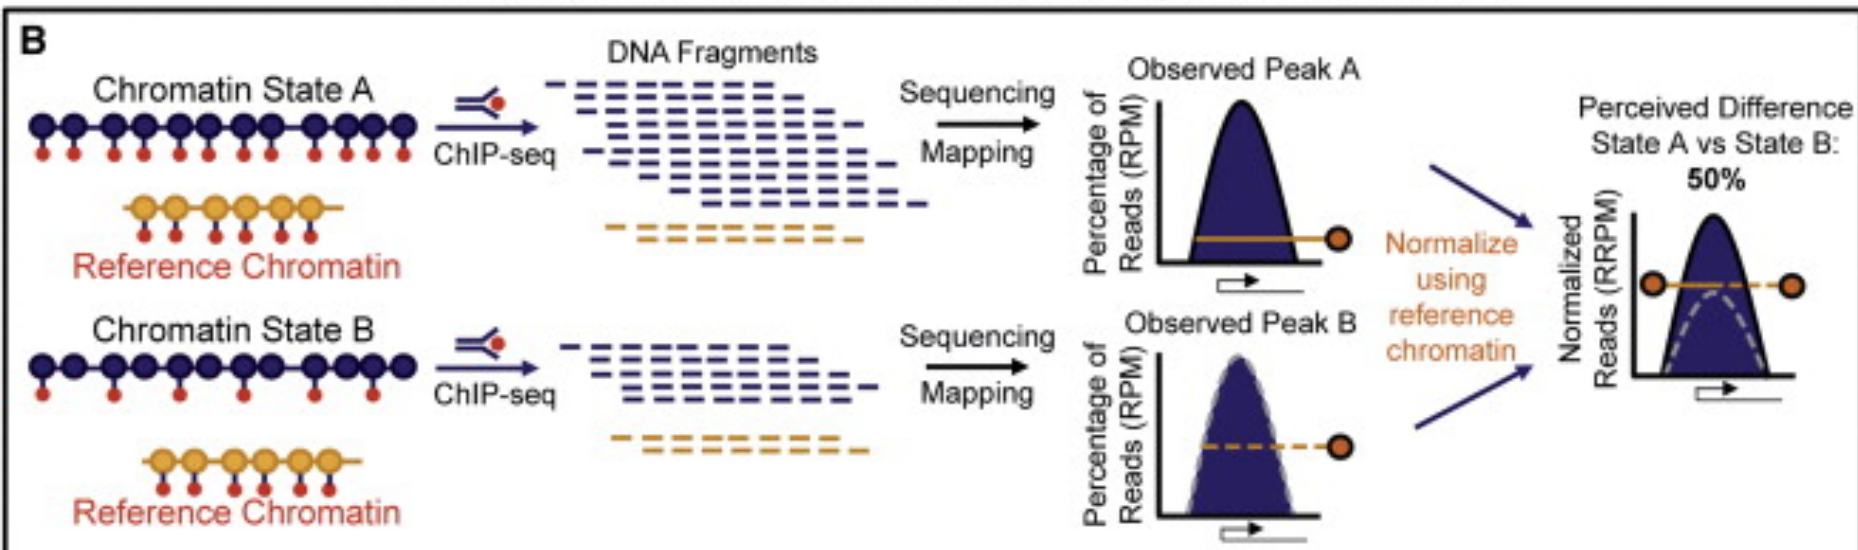 B
Chromatin State A
ChIP-seq
DNA Fragments
Sequencing
Mapping
Observed Peak A
Percentage of
Reads (RPM)
Reference Chromatin
Chromatin State B
ChIP-seq
Sequencing
Mapping
Observed Peak B
Percentage of
Reads (RPM)
Reference Chromatin
Normalize
using
reference
chromatin
Perceived Difference
State A vs State B:
50%
Normalized
Reads (RRPM)